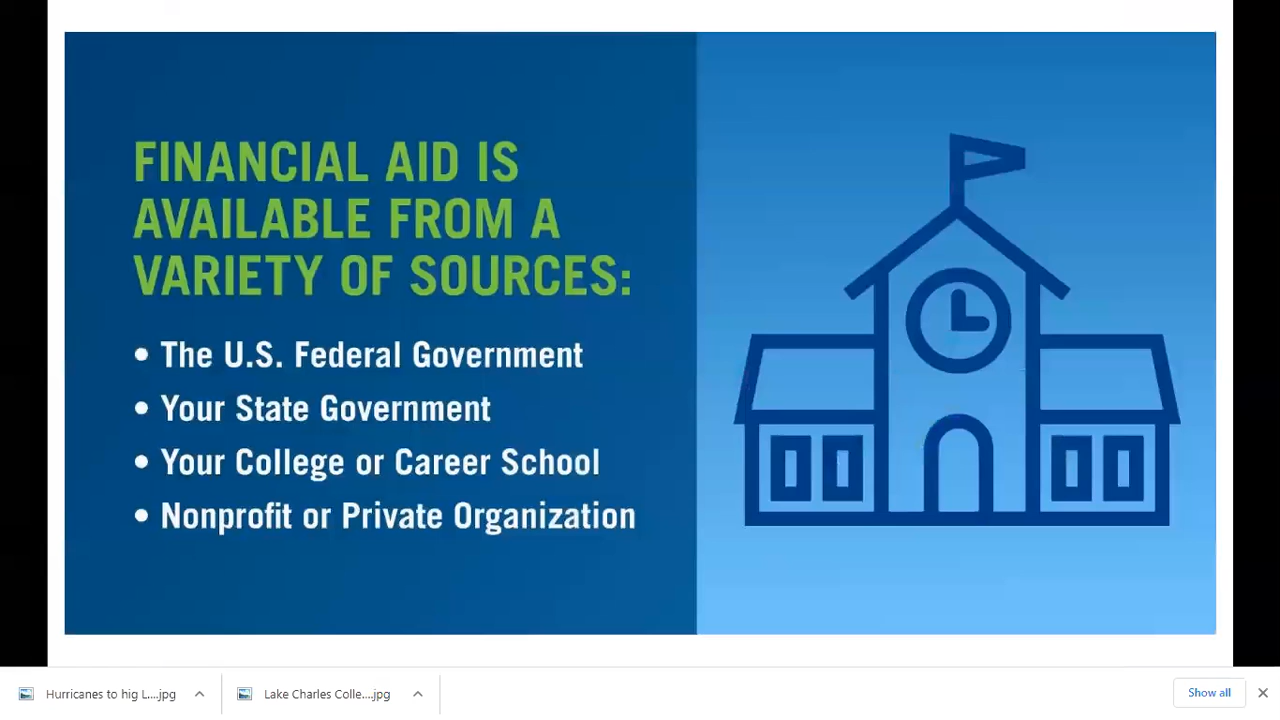 FINANCIAL AID IS
AVAILABLE FROM A
VARIETY OF SOURCES:
• The U.S. Federal Government
• Your State Government
• Your College or Career School
• Nonprofit or Private Organization
Hurricanes to hig L....jpg
Lake Charles Colle....jpg
Show all